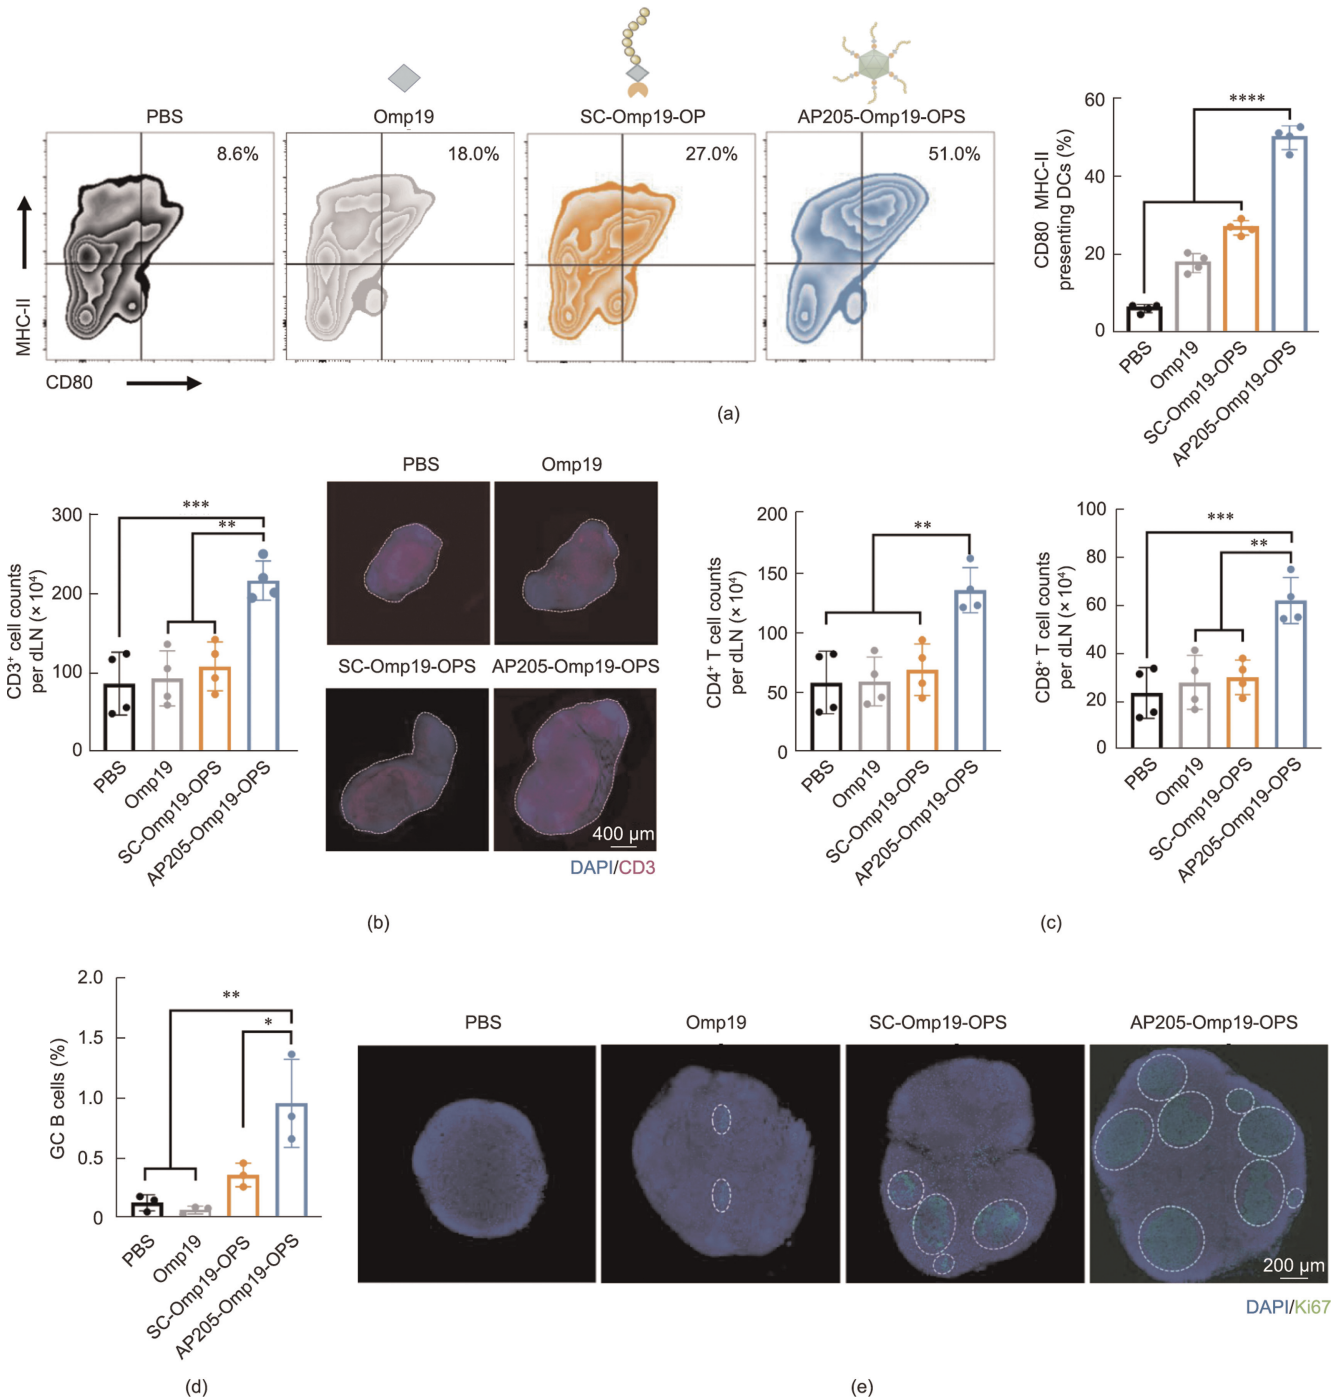 PBS
Omp19
SC-Omp19-OP
AP205-Omp19-OPS
8.6%
18.0%
27.0%
51.0%
MHC-II
CD80
CD80 MHC-II
presenting DCs (%)
60
40
20
0
****
PBS
Omp19
SC-Omp19-OPS
AP205-Omp19-OPS
(a)
CD3⁺ cell counts
per dLN (× 10⁴)
300
200
100
0
***
**
PBS
Omp19
SC-Omp19-OPS
AP205-Omp19-OPS
PBS
Omp19
SC-Omp19-OPS
AP205-Omp19-OPS
400 μm
DAPI/CD3
(b)
CD4⁺ T cell counts
per dLN (× 10⁴)
200
150
100
50
0
**
PBS
Omp19
SC-Omp19-OPS
AP205-Omp19-OPS
CD8⁺ T cell counts
per dLN (× 10⁴)
100
80
60
40
20
0
***
**
PBS
Omp19
SC-Omp19-OPS
AP205-Omp19-OPS
(c)
GC B cells (%)
2.0
1.5
1.0
0.5
0
**
*
PBS
Omp19
SC-Omp19-OPS
AP205-Omp19-OPS
(d)
PBS
Omp19
SC-Omp19-OPS
AP205-Omp19-OPS
200 μm
DAPI/Ki67
(e)